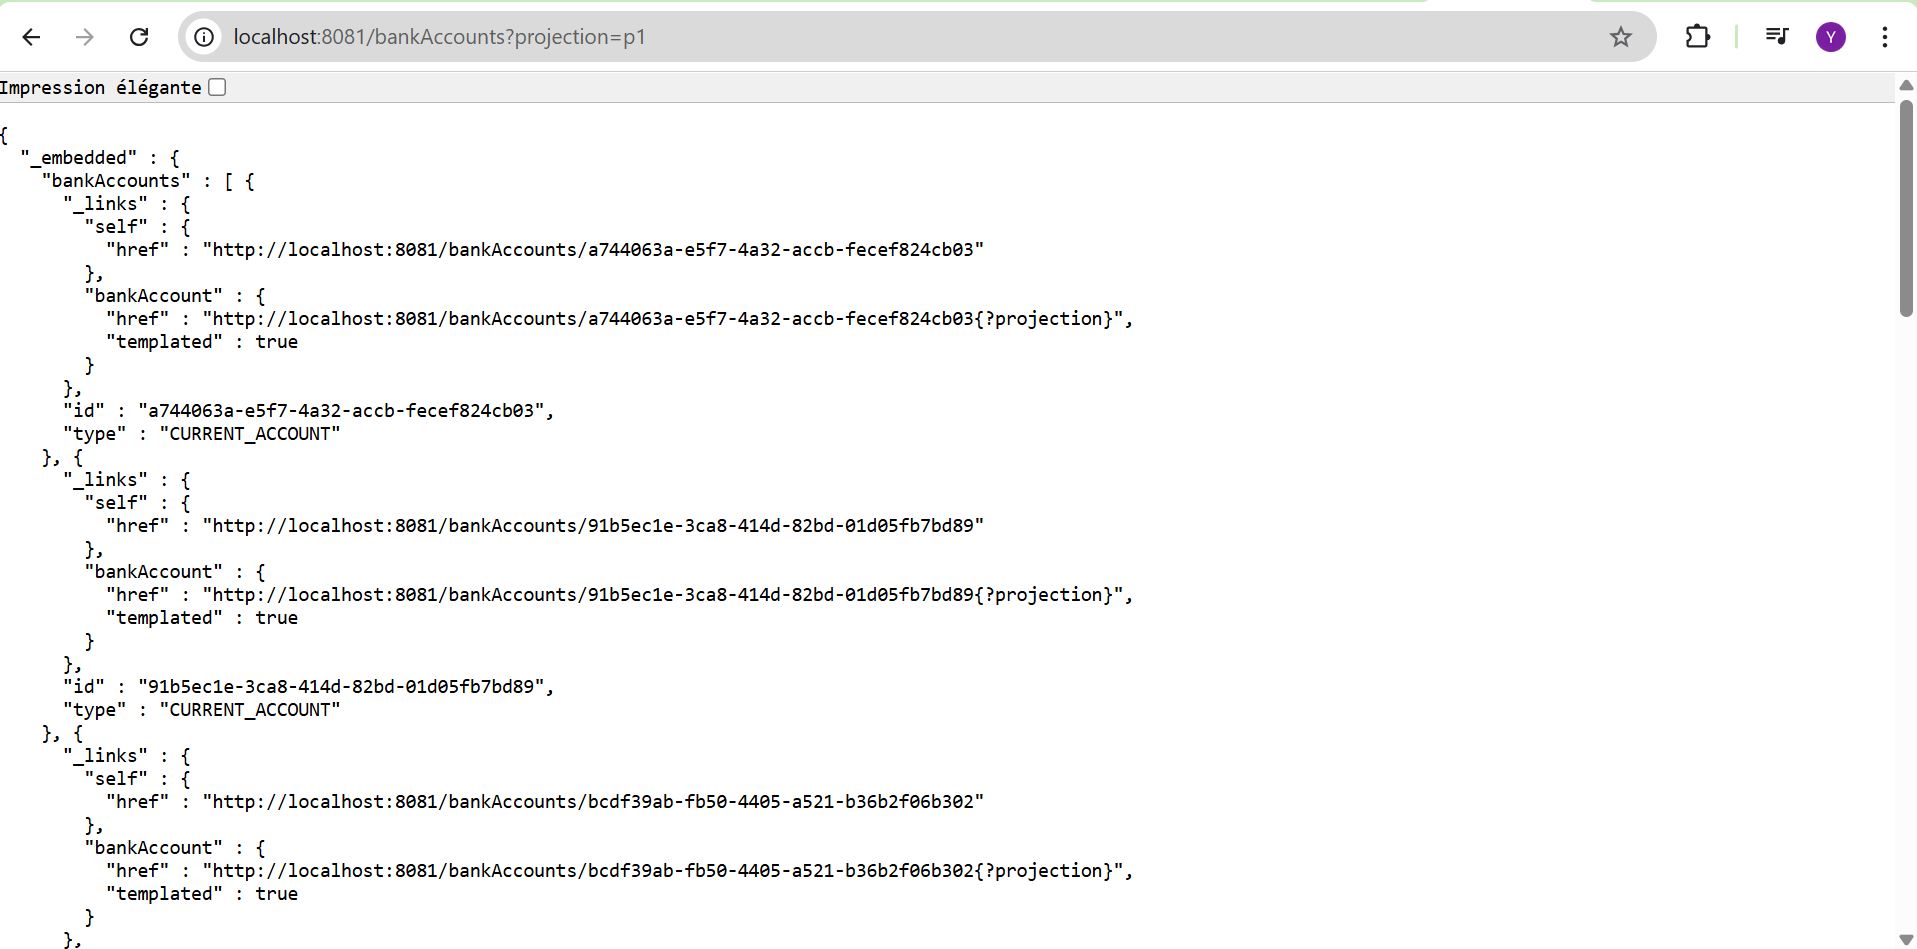 localhost:8081/bankAccounts?projection=p1
Y
Impression élégante
{
  "_embedded" : {
    "bankAccounts" : [ {
      "_links" : {
        "self" : {
          "href" : "http://localhost:8081/bankAccounts/a744063a-e5f7-4a32-accb-fecef824cb03"
        },
        "bankAccount" : {
          "href" : "http://localhost:8081/bankAccounts/a744063a-e5f7-4a32-accb-fecef824cb03{?projection}",
          "templated" : true
        }
      },
      "id" : "a744063a-e5f7-4a32-accb-fecef824cb03",
      "type" : "CURRENT_ACCOUNT"
    }, {
      "_links" : {
        "self" : {
          "href" : "http://localhost:8081/bankAccounts/91b5ec1e-3ca8-414d-82bd-01d05fb7bd89"
        },
        "bankAccount" : {
          "href" : "http://localhost:8081/bankAccounts/91b5ec1e-3ca8-414d-82bd-01d05fb7bd89{?projection}",
          "templated" : true
        }
      },
      "id" : "91b5ec1e-3ca8-414d-82bd-01d05fb7bd89",
      "type" : "CURRENT_ACCOUNT"
    }, {
      "_links" : {
        "self" : {
          "href" : "http://localhost:8081/bankAccounts/bcdf39ab-fb50-4405-a521-b36b2f06b302"
        },
        "bankAccount" : {
          "href" : "http://localhost:8081/bankAccounts/bcdf39ab-fb50-4405-a521-b36b2f06b302{?projection}",
          "templated" : true
        }
      },